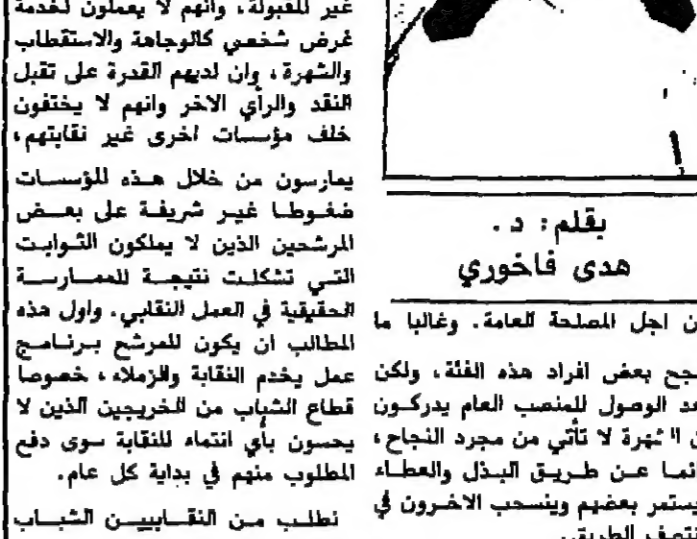 بقلم: د.
هدى فاخوري
ن اجل المصلحة العامة. وغالبا ما
جح بعض افراد هذه الفئة، ولكن
عد الوصول للمنصب العام يدركون
ن الشهرة لا تأتي من مجرد النجاح،
نما عن طريق البذل والعطاء
يستمر بعضهم وينسحب الاخرون في
نتصف الطريق.
غير المقبولة، وانهم لا يعملون لخدمة
غرض شخصي كالوجاهة والاستقطاب
والشهرة، وان لديهم القدرة على تقبل
النقد والرأي الاخر وانهم لا يختفون
خلف مؤسسات اخرى غير نقابتهم،
يمارسون من خلال هذه المؤسسات
ضغوطا غير شريفة على بعض
المرشحين الذين لا يملكون الثوابت
التي تشكلت نتيجة للممارسة
الحقيقية في العمل النقابي. واول هذه
المطالب ان يكون للمرشح برنامج
عمل يخدم النقابة والزملاء، خصوصا
قطاع الشباب من الخريجين الذين لا
يحسون بأي انتماء للنقابة سوى دفع
المطلوب منهم في بداية كل عام.
نطلب من النقابيين الشباب